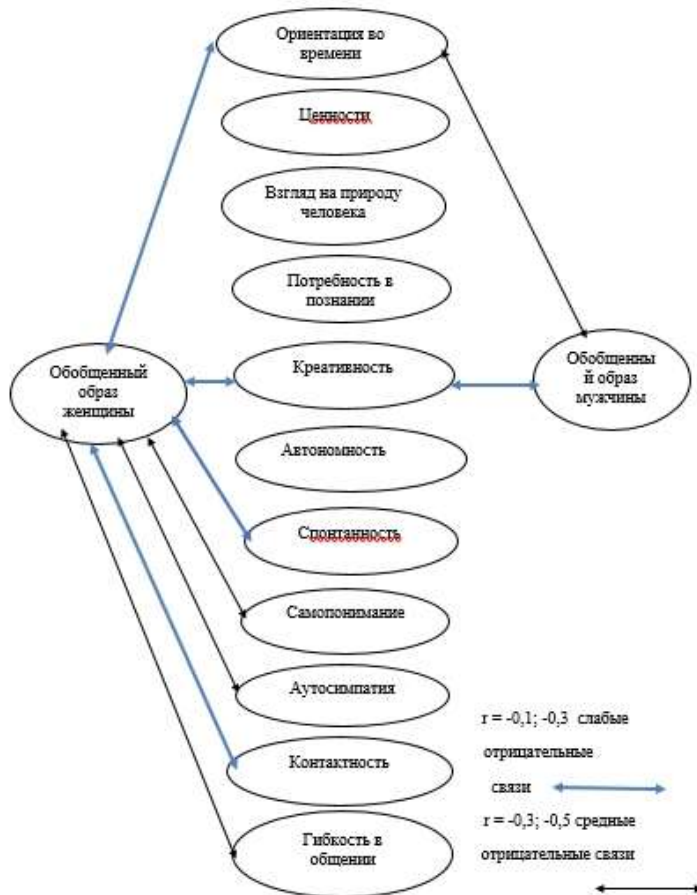 Ориентация во
времени
Ценности
Взгляд на природу
человека
Потребность в
познании
Обобщенный
образ
женщины
Креативность
Обобщенны
й образ
мужчины
Автономность
Спонтанность
Самопонимание
Аутосимпатия
Контактность
Гибкость в
общении
r = -0,1; -0,3 слабые
отрицательные
связи
r = -0,3; -0,5 средные
отрицательные связи